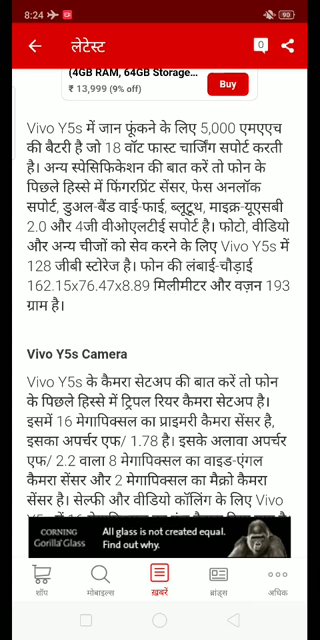 8:24
90
लेटेस्ट
0
(4GB RAM, 64GB Storage...
₹ 13,999 (9% off)
Buy
Vivo Y5s में जान फूंकने के लिए 5,000 एमएएच
की बैटरी है जो 18 वॉट फास्ट चार्जिंग सपोर्ट करती
है। अन्य स्पेसिफिकेशन की बात करें तो फोन के
पिछले हिस्से में फिंगरप्रिंट सेंसर, फेस अनलॉक
सपोर्ट, डुअल-बैंड वाई-फाई, ब्लूटूथ, माइक्र-यूएसबी
2.0 और 4जी वीओएलटीई सपोर्ट है। फोटो, वीडियो
और अन्य चीजों को सेव करने के लिए Vivo Y5s में
128 जीबी स्टोरेज है। फोन की लंबाई-चौड़ाई
162.15x76.47x8.89 मिलीमीटर और वज़न 193
ग्राम है।
Vivo Y5s Camera
Vivo Y5s के कैमरा सेटअप की बात करें तो फोन
के पिछले हिस्से में ट्रिपल रियर कैमरा सेटअप है।
इसमें 16 मेगापिक्सल का प्राइमरी कैमरा सेंसर है,
इसका अपर्चर एफ/ 1.78 है। इसके अलावा अपर्चर
एफ/ 2.2 वाला 8 मेगापिक्सल का वाइड-एंगल
कैमरा सेंसर और 2 मेगापिक्सल का मैक्रो कैमरा
सेंसर है। सेल्फी और वीडियो कॉलिंग के लिए Vivo
CORNING
Gorilla Glass
All glass is not created equal.
Find out why.
शॉप
मोबाइल्स
ख़बरें
ब्रांड्स
अधिक